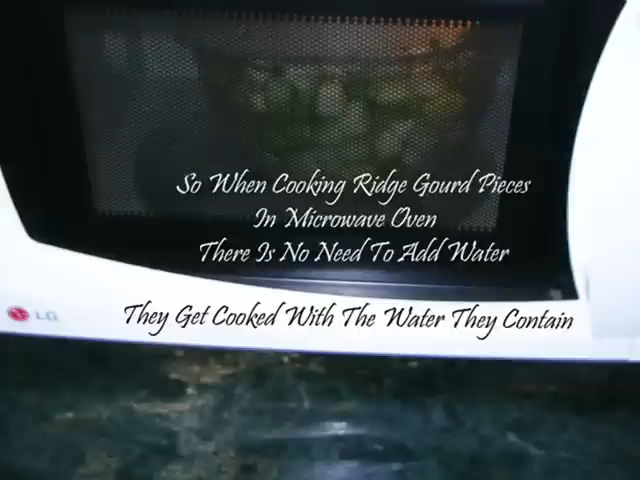 So When Cooking Ridge Gourd Pieces
In Microwave Oven
There Is No Need To Add Water
They Get Cooked With The Water They Contain
LG